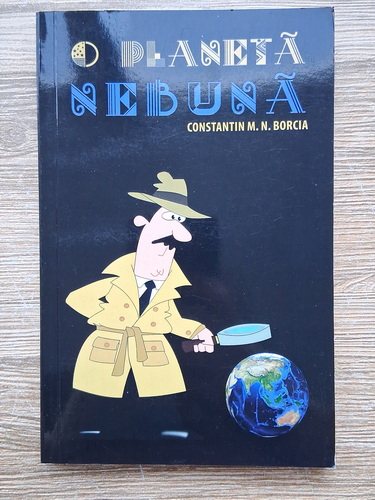 O PLANETĂ
NEBUNĂ
CONSTANTIN M. N. BORCIA